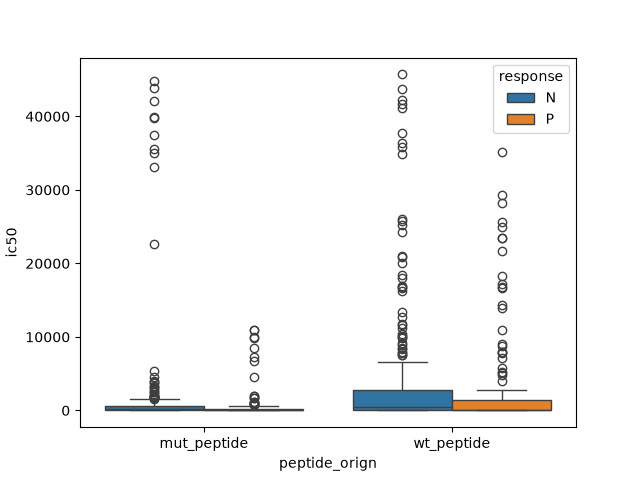 response
N
P
40000
30000
20000
10000
0
ic50
mut_peptide
wt_peptide
peptide_orign